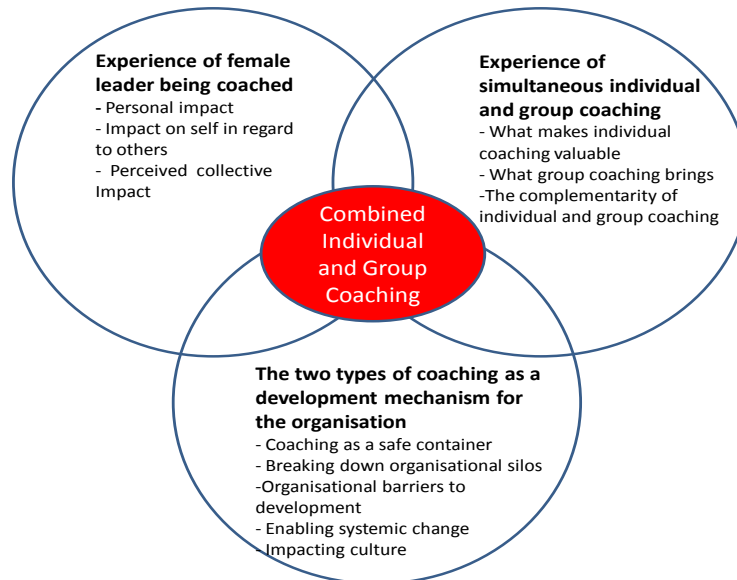 Experience of female
leader being coached
- Personal impact
- Impact on self in regard
to others
- Perceived collective
Impact
Experience of
simultaneous individual
and group coaching
- What makes individual
coaching valuable
- What group coaching brings
-The complementarity of
individual and group coaching
Combined
Individual
and Group
Coaching
The two types of coaching as a
development mechanism for
the organisation
- Coaching as a safe container
- Breaking down organisational silos
-Organisational barriers to
development
- Enabling systemic change
- Impacting culture